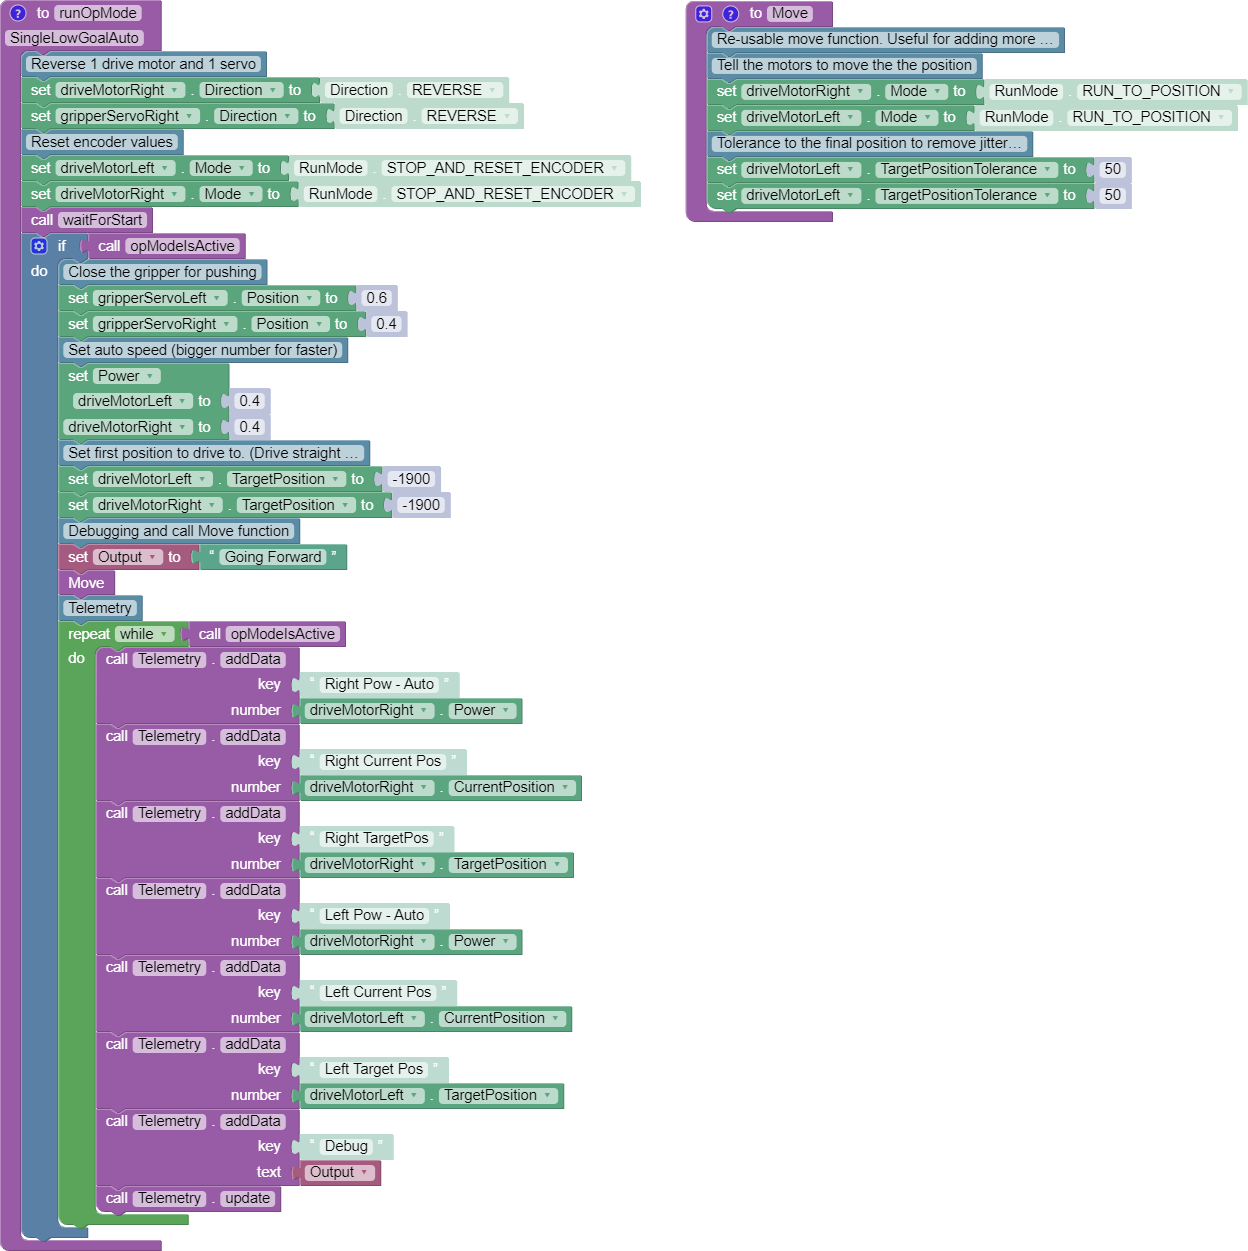 ? to runOpMode
SingleLowGoalAuto
Reverse 1 drive motor and 1 servo
set driveMotorRight . Direction to Direction . REVERSE
set gripperServoRight . Direction to Direction . REVERSE
Reset encoder values
set driveMotorLeft . Mode to RunMode . STOP_AND_RESET_ENCODER
set driveMotorRight . Mode to RunMode . STOP_AND_RESET_ENCODER
call waitForStart
if call opModeIsActive
do Close the gripper for pushing
set gripperServoLeft . Position to 0.6
set gripperServoRight . Position to 0.4
Set auto speed (bigger number for faster)
set Power
driveMotorLeft to 0.4
driveMotorRight to 0.4
Set first position to drive to. (Drive straight ...
set driveMotorLeft . TargetPosition to -1900
set driveMotorRight . TargetPosition to -1900
Debugging and call Move function
set Output to “ Going Forward ”
Move
Telemetry
repeat while call opModeIsActive
do call Telemetry . addData
key “ Right Pow - Auto ”
number driveMotorRight . Power
call Telemetry . addData
key “ Right Current Pos ”
number driveMotorRight . CurrentPosition
call Telemetry . addData
key “ Right TargetPos ”
number driveMotorRight . TargetPosition
call Telemetry . addData
key “ Left Pow - Auto ”
number driveMotorRight . Power
call Telemetry . addData
key “ Left Current Pos ”
number driveMotorLeft . CurrentPosition
call Telemetry . addData
key “ Left Target Pos ”
number driveMotorLeft . TargetPosition
call Telemetry . addData
key “ Debug ”
text Output
call Telemetry . update
? to Move
Re-usable move function. Useful for adding more ...
Tell the motors to move the the position
set driveMotorRight . Mode to RunMode . RUN_TO_POSITION
set driveMotorLeft . Mode to RunMode . RUN_TO_POSITION
Tolerance to the final position to remove jitter...
set driveMotorLeft . TargetPositionTolerance to 50
set driveMotorLeft . TargetPositionTolerance to 50